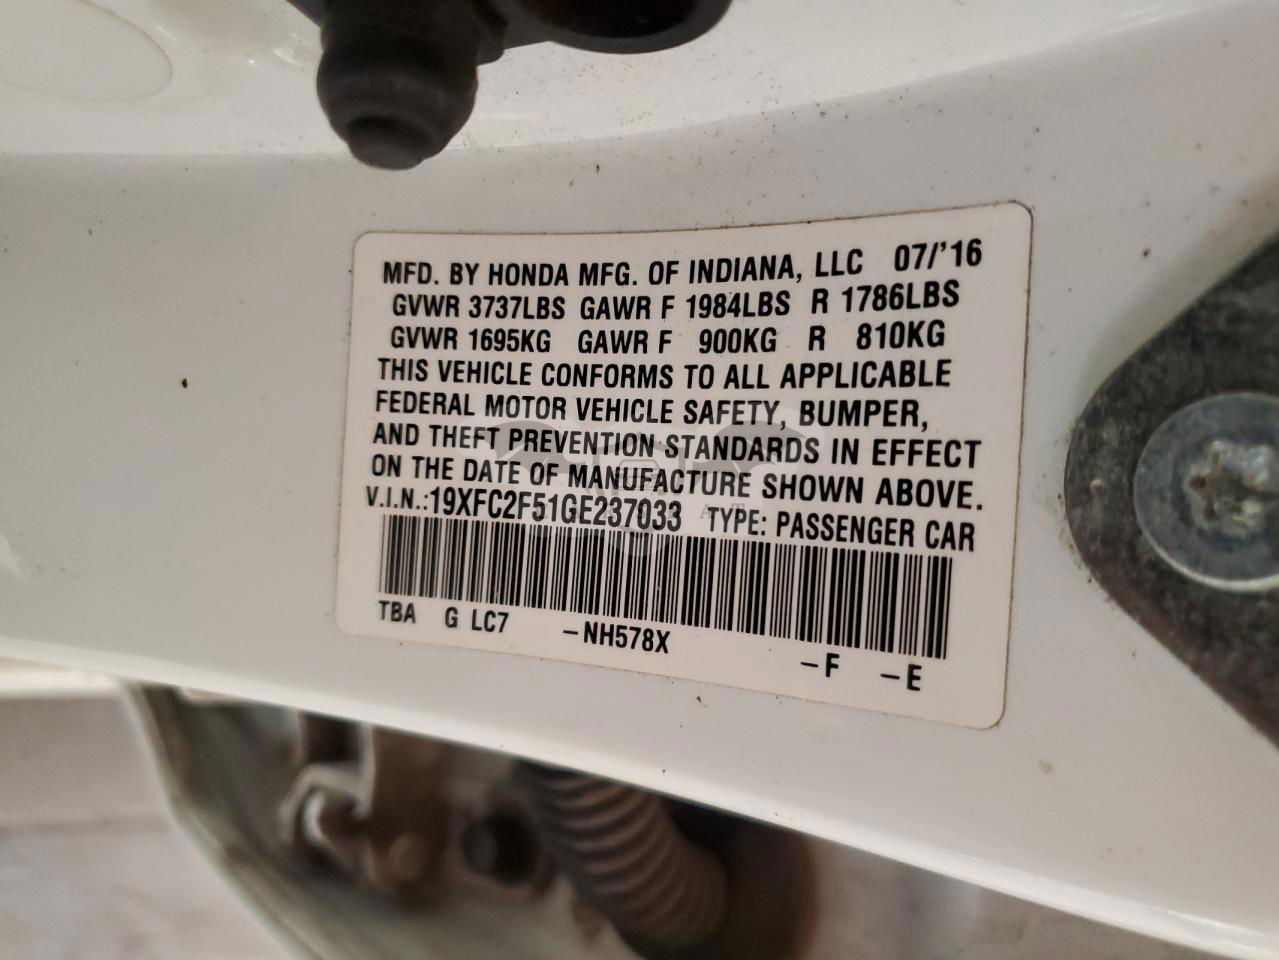 MFD. BY HONDA MFG. OF INDIANA, LLC 07/'16
GVWR 3737LBS GAWR F 1984LBS R 1786LBS
GVWR 1695KG GAWR F 900KG R 810KG
THIS VEHICLE CONFORMS TO ALL APPLICABLE
FEDERAL MOTOR VEHICLE SAFETY, BUMPER,
AND THEFT PREVENTION STANDARDS IN EFFECT
ON THE DATE OF MANUFACTURE SHOWN ABOVE.
V.I.N.:19XFC2F51GE237033 TYPE: PASSENGER CAR
TBA G LC7 -NH578X -F -E